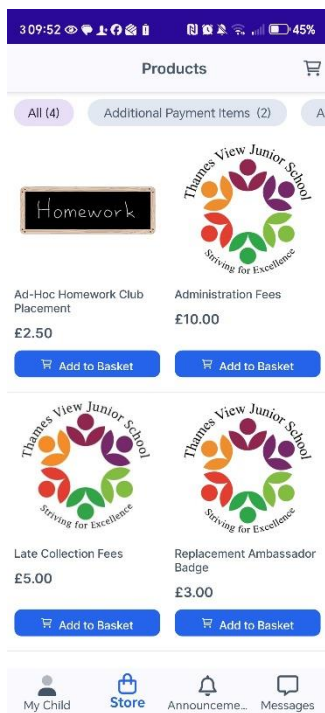 3 09:52 45%
Products
All (4) Additional Payment Items (2) A
Homework
Thames View Junior School
Striving for Excellence
Ad-Hoc Homework Club Placement
£2.50
Add to Basket
Administration Fees
£10.00
Add to Basket
Thames View Junior School
Striving for Excellence
Late Collection Fees
£5.00
Add to Basket
Thames View Junior School
Striving for Excellence
Replacement Ambassador
Badge
£3.00
Add to Basket
My Child Store Announceme... Messages